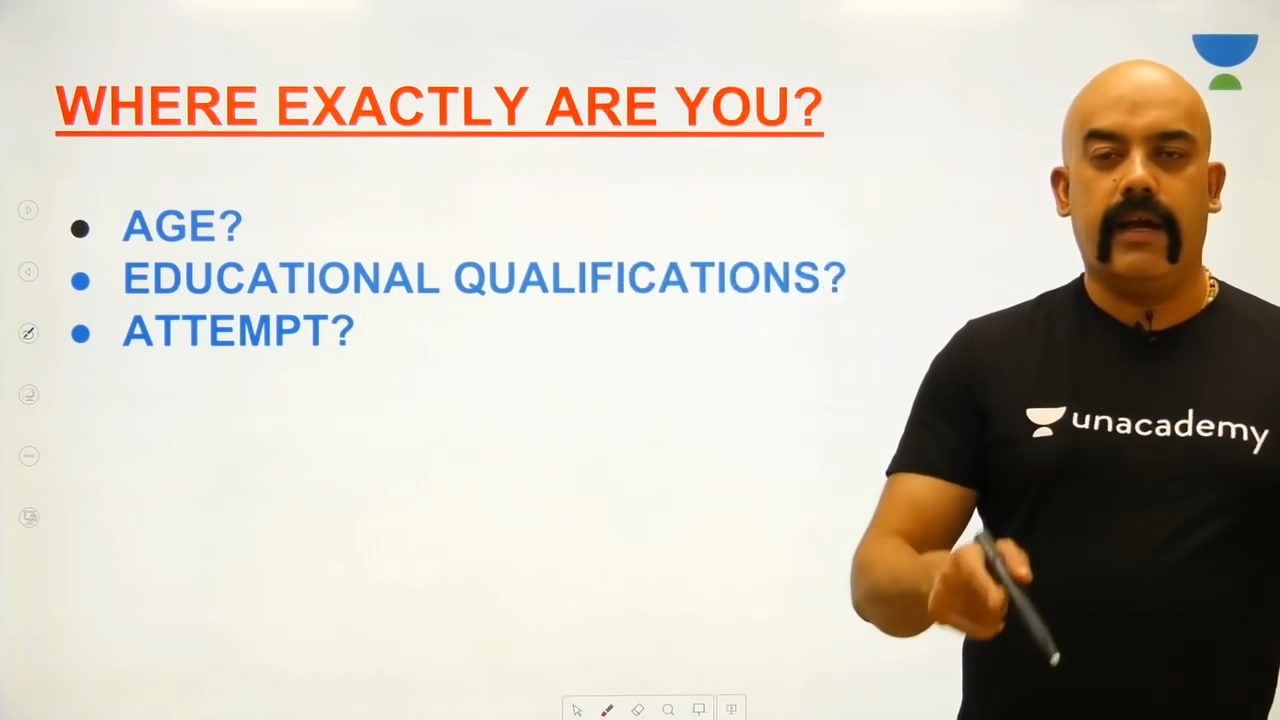 WHERE EXACTLY ARE YOU?
AGE?
EDUCATIONAL QUALIFICATIONS?
ATTEMPT?
unacademy